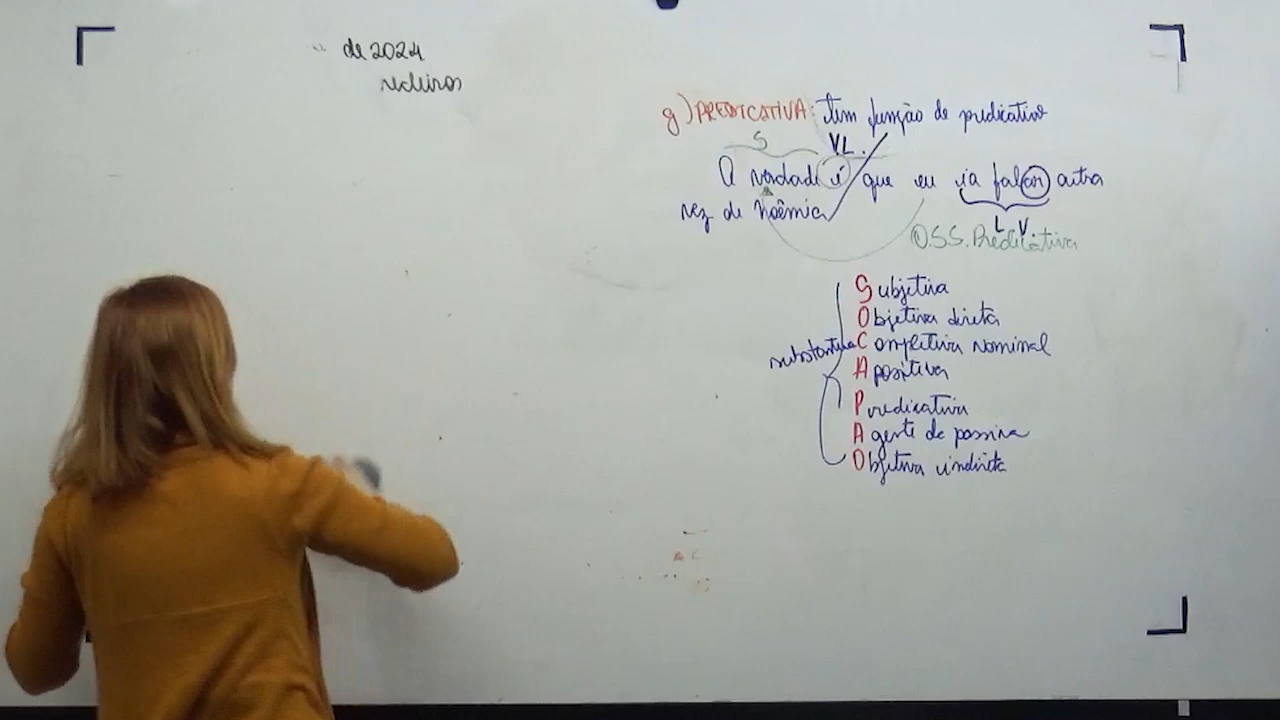 de 2024
g) PREDICATIVA: tem função de predicativo
S VL.
A verdade é que eu ia falar outra
vez de Noêmia
L V.
O.S.S. Predicativa
Subjetiva
Objetiva direta
substantiva Completiva nominal
Apositiva
Predicativa
Agente da passiva
Objetiva indireta